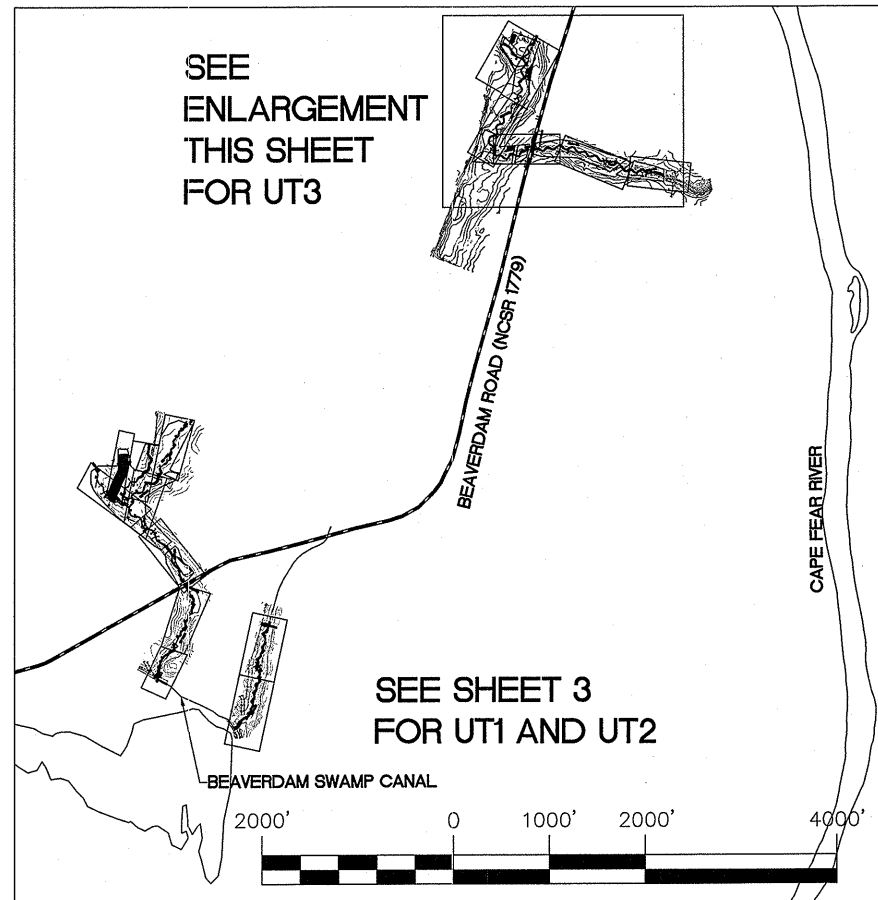 SEE
ENLARGEMENT
THIS SHEET
FOR UT3
BEAVERDAM ROAD (NCSR 1779)
CAPE FEAR RIVER
SEE SHEET 3
FOR UT1 AND UT2
BEAVERDAM SWAMP CANAL
2000' 0 1000' 2000' 4000'